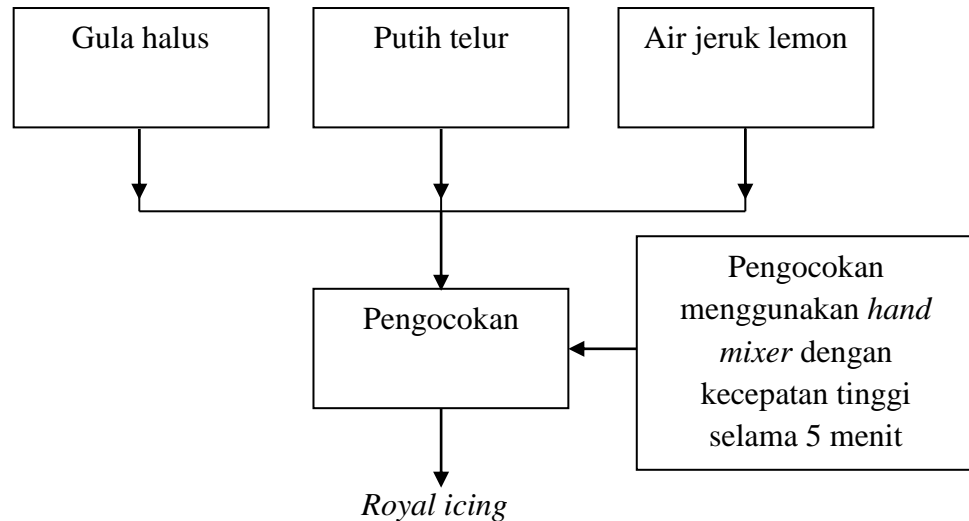 Gula halus
Putih telur
Air jeruk lemon
Pengocokan
Pengocokan
menggunakan hand
mixer dengan
kecepatan tinggi
selama 5 menit
Royal icing